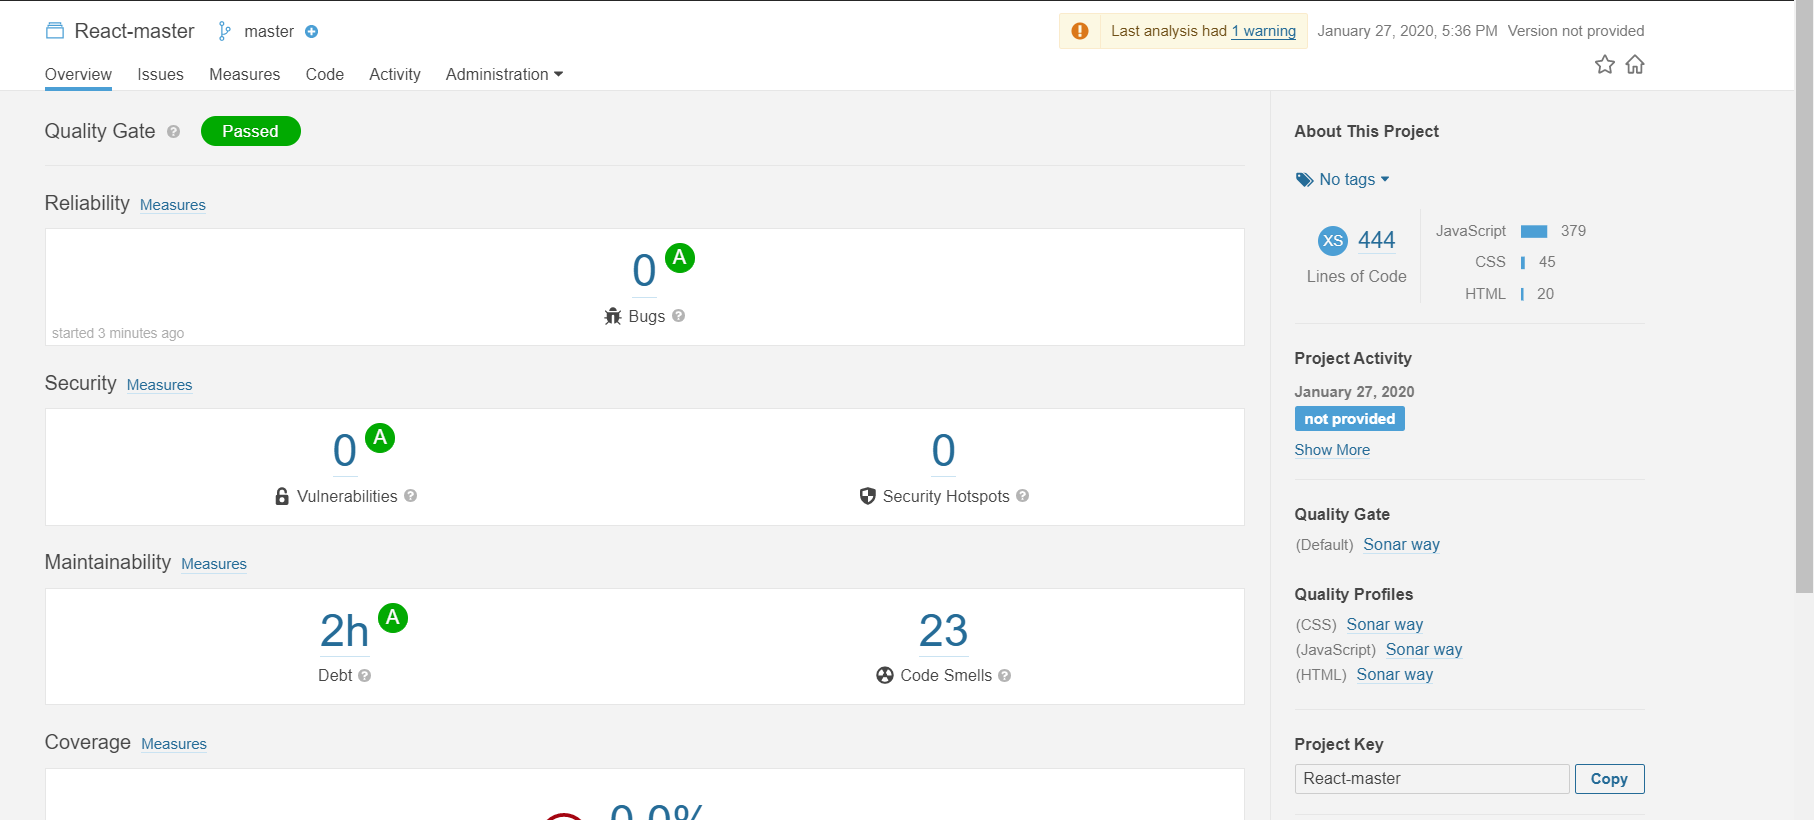 React-master master
Last analysis had 1 warning January 27, 2020, 5:36 PM Version not provided
Overview Issues Measures Code Activity Administration
Quality Gate ? Passed
Reliability Measures
0 A
Bugs ?
started 3 minutes ago
Security Measures
0 A
Vulnerabilities ?
0
Security Hotspots ?
Maintainability Measures
2h A
Debt ?
23
Code Smells ?
Coverage Measures
0.0%
About This Project
No tags
XS 444
Lines of Code
JavaScript 379
CSS 45
HTML 20
Project Activity
January 27, 2020
not provided
Show More
Quality Gate
(Default) Sonar way
Quality Profiles
(CSS) Sonar way
(JavaScript) Sonar way
(HTML) Sonar way
Project Key
React-master Copy